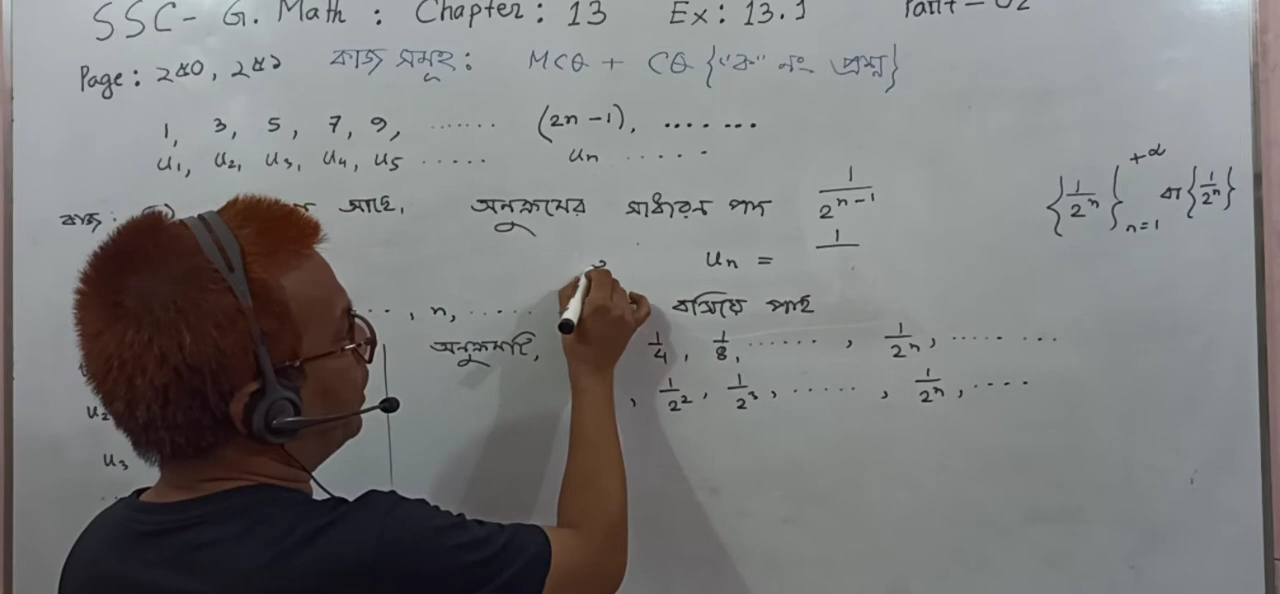 SSC- G. Math : Chapter: 13 Ex: 13.1 Part - 02
Page: ২৫০, ২৫১ কাজ সমূহ: MCQ + CQ {"ক" নং প্রশ্ন}
1, 3, 5, 7, 9, ...... (2n-1), .......
u₁, u₂, u₃, u₄, u₅ ..... uₙ .....
কাজ: আছে, অনুক্রমের সাধারণ পদ 1/2ⁿ⁻¹ {1/2ⁿ}ₙ₌₁^+α বা {1/2ⁿ}
uₙ = 1/
, n, ..... বসিয়ে পাই
অনুক্রমটি, 1/4, 1/8, ......, 1/2ⁿ, ........
u₂ , 1/2², 1/2³, ....., 1/2ⁿ, ....
u₃